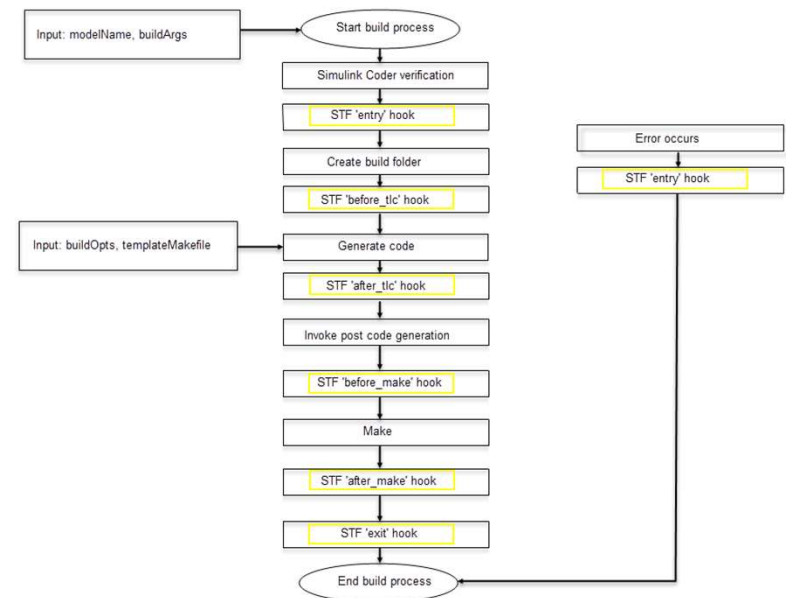 Start build process
Input: modelName, buildArgs
Simulink Coder verification
STF 'entry' hook
Create build folder
STF 'before_tlc' hook
Input: buildOpts, templateMakefile
Generate code
STF 'after_tlc' hook
Invoke post code generation
STF 'before_make' hook
Make
STF 'after_make' hook
STF 'exit' hook
End build process
Error occurs
STF 'entry' hook